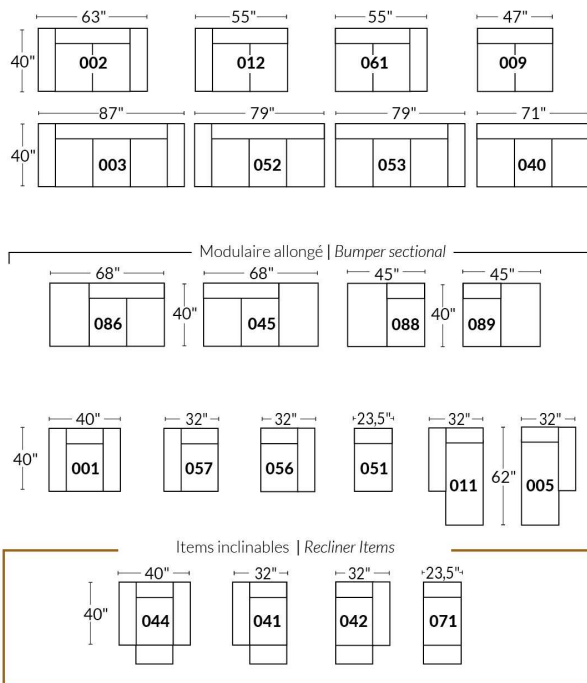 63" 55" 55" 47"
40" 002 012 061 009
87" 79" 79" 71"
40" 003 052 053 040
Modulaire allongé | Bumper sectional
68" 68" 45" 45"
086 40" 045 088 40" 089
40" 32" 32" 23,5" 32" 32"
40" 001 057 056 051 011 62" 005
Items inclinables | Recliner Items
40" 32" 32" 23,5"
40" 044 041 042 071